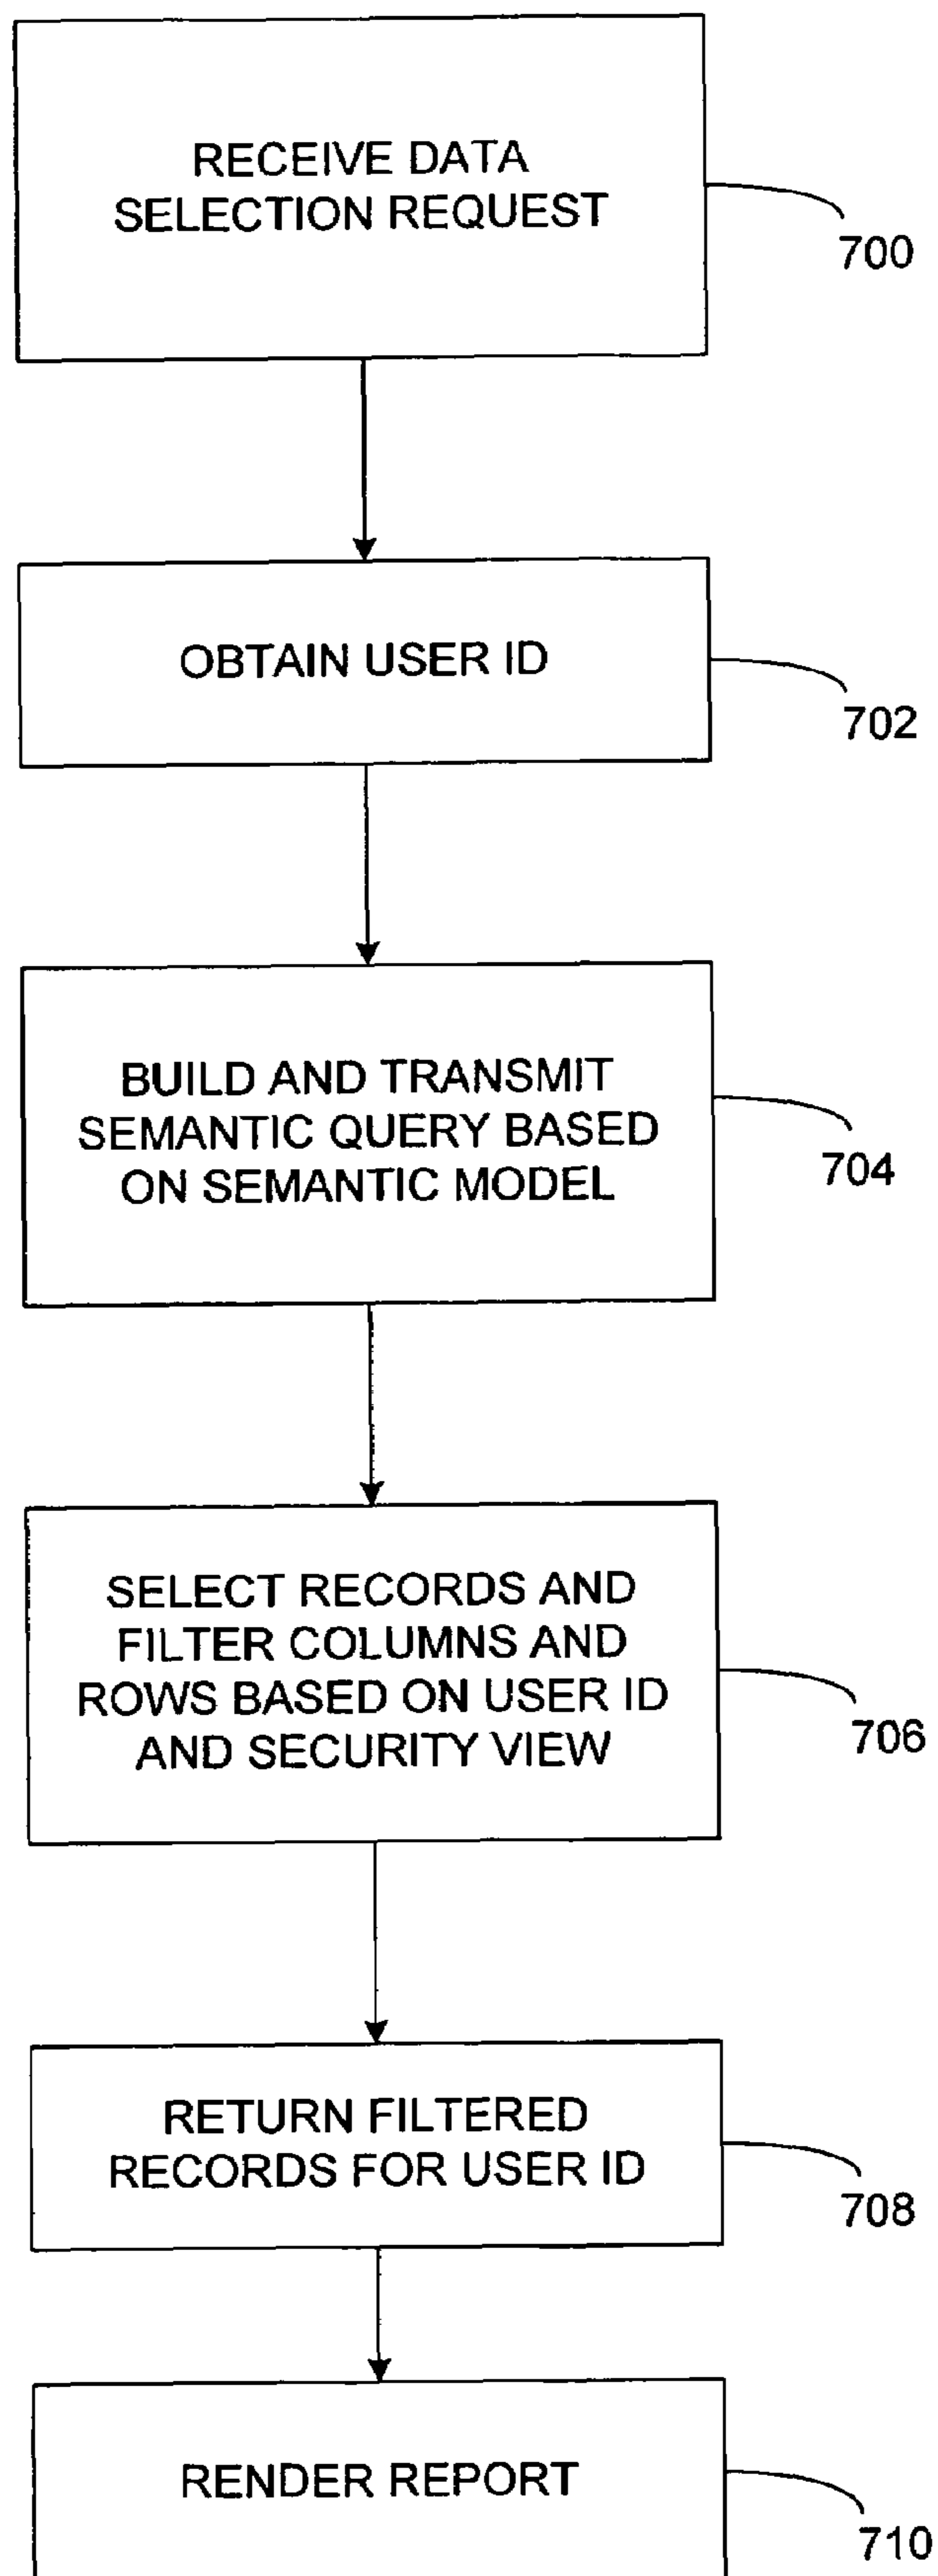 RECEIVE DATA
SELECTION REQUEST
700
OBTAIN USER ID
702
BUILD AND TRANSMIT
SEMANTIC QUERY BASED
ON SEMANTIC MODEL
704
SELECT RECORDS AND
FILTER COLUMNS AND
ROWS BASED ON USER ID
AND SECURITY VIEW
706
RETURN FILTERED
RECORDS FOR USER ID
708
RENDER REPORT
710